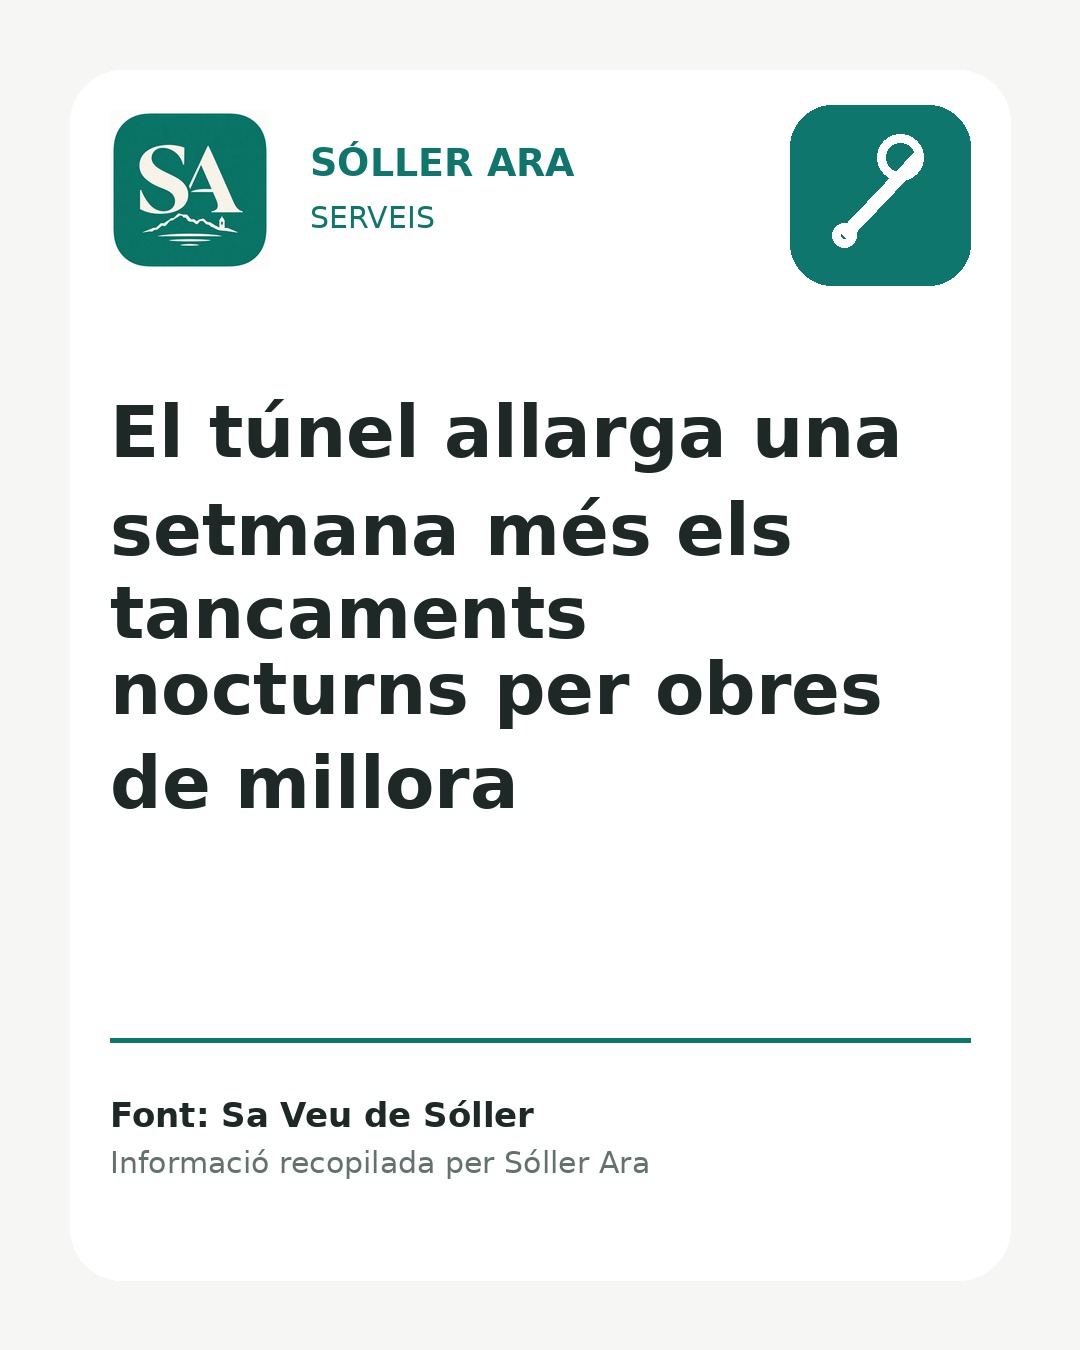 SA
SÓLLER ARA
SERVEIS
El túnel allarga una
setmana més els
tancaments
nocturns per obres
de millora
Font: Sa Veu de Sóller
Informació recopilada per Sóller Ara